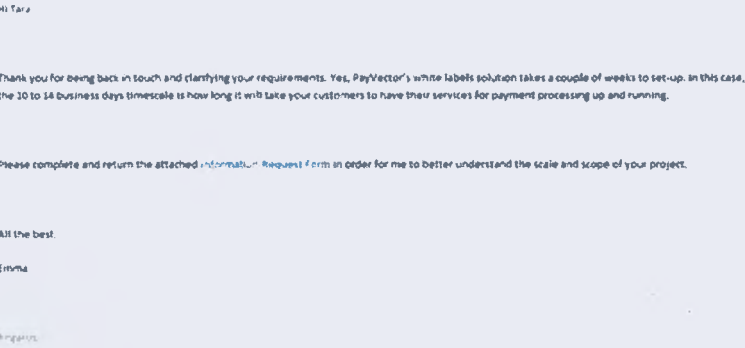 Hi Tara
Thank you for being back in touch and clarifying your requirements. Yes, PayVector's white labels solution takes a couple of weeks to set-up. In this case,
the 10 to 14 business days timescale is how long it will take your customers to have their services for payment processing up and running.
Please complete and return the attached Information Request Form in order for me to better understand the scale and scope of your project.
All the best.
Emma